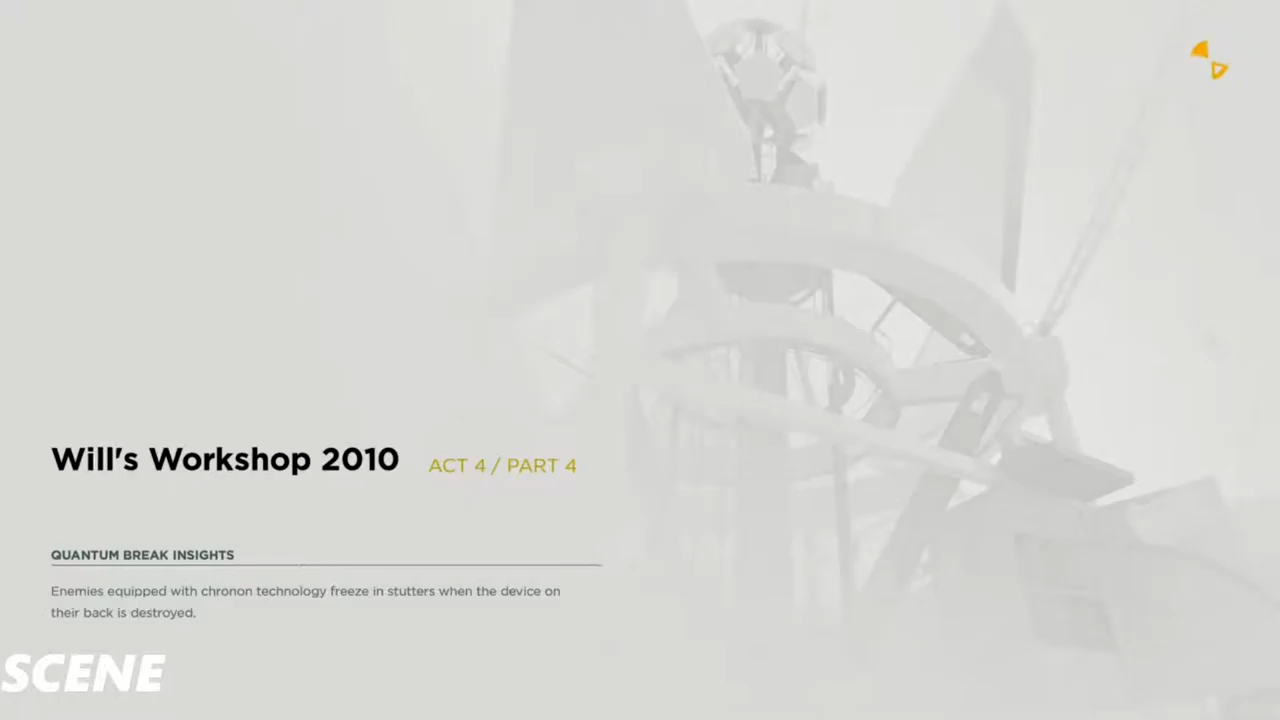 Will's Workshop 2010 ACT 4 / PART 4
QUANTUM BREAK INSIGHTS
Enemies equipped with chronon technology freeze in stutters when the device on
their back is destroyed.
SCENE